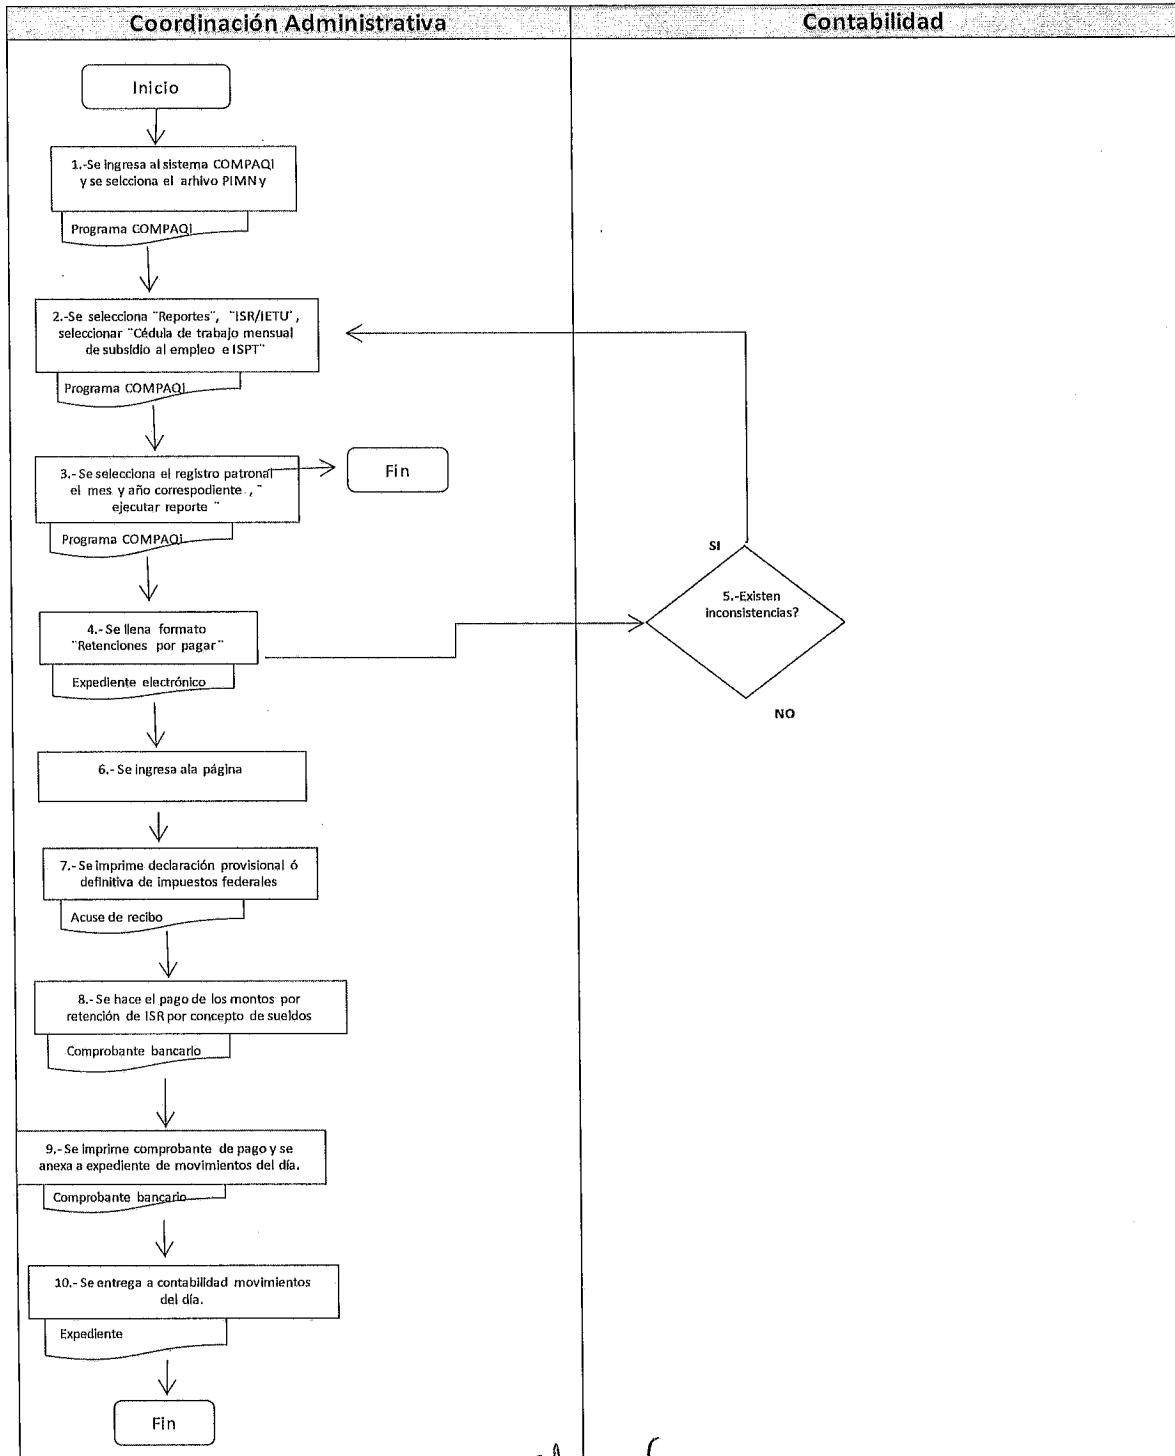 Coordinación Administrativa
Contabilidad
Inicio
1.-Se ingresa al sistema COMPAQi
y se selcciona el arhivo PIMN y
Programa COMPAQi
2.-Se selecciona ¨Reportes¨, ¨ISR/IETU¨,
seleccionar ¨Cédula de trabajo mensual
de subsidio al empleo e ISPT¨
Programa COMPAQi
3.- Se selecciona el registro patronal
el mes y año correspodiente , ¨
ejecutar reporte ¨
Fin
Programa COMPAQi
SI
5.-Existen
inconsistencias?
NO
4.- Se llena formato
¨Retenciones por pagar¨
Expediente electrónico
6.- Se ingresa ala página
7.- Se imprime declaración provisional ó
definitiva de impuestos federales
Acuse de recibo
8.- Se hace el pago de los montos por
retención de ISR por concepto de sueldos
Comprobante bancario
9.- Se imprime comprobante de pago y se
anexa a expediente de movimientos del día.
Comprobante bancario
10.- Se entrega a contabilidad movimientos
del día.
Expediente
Fin